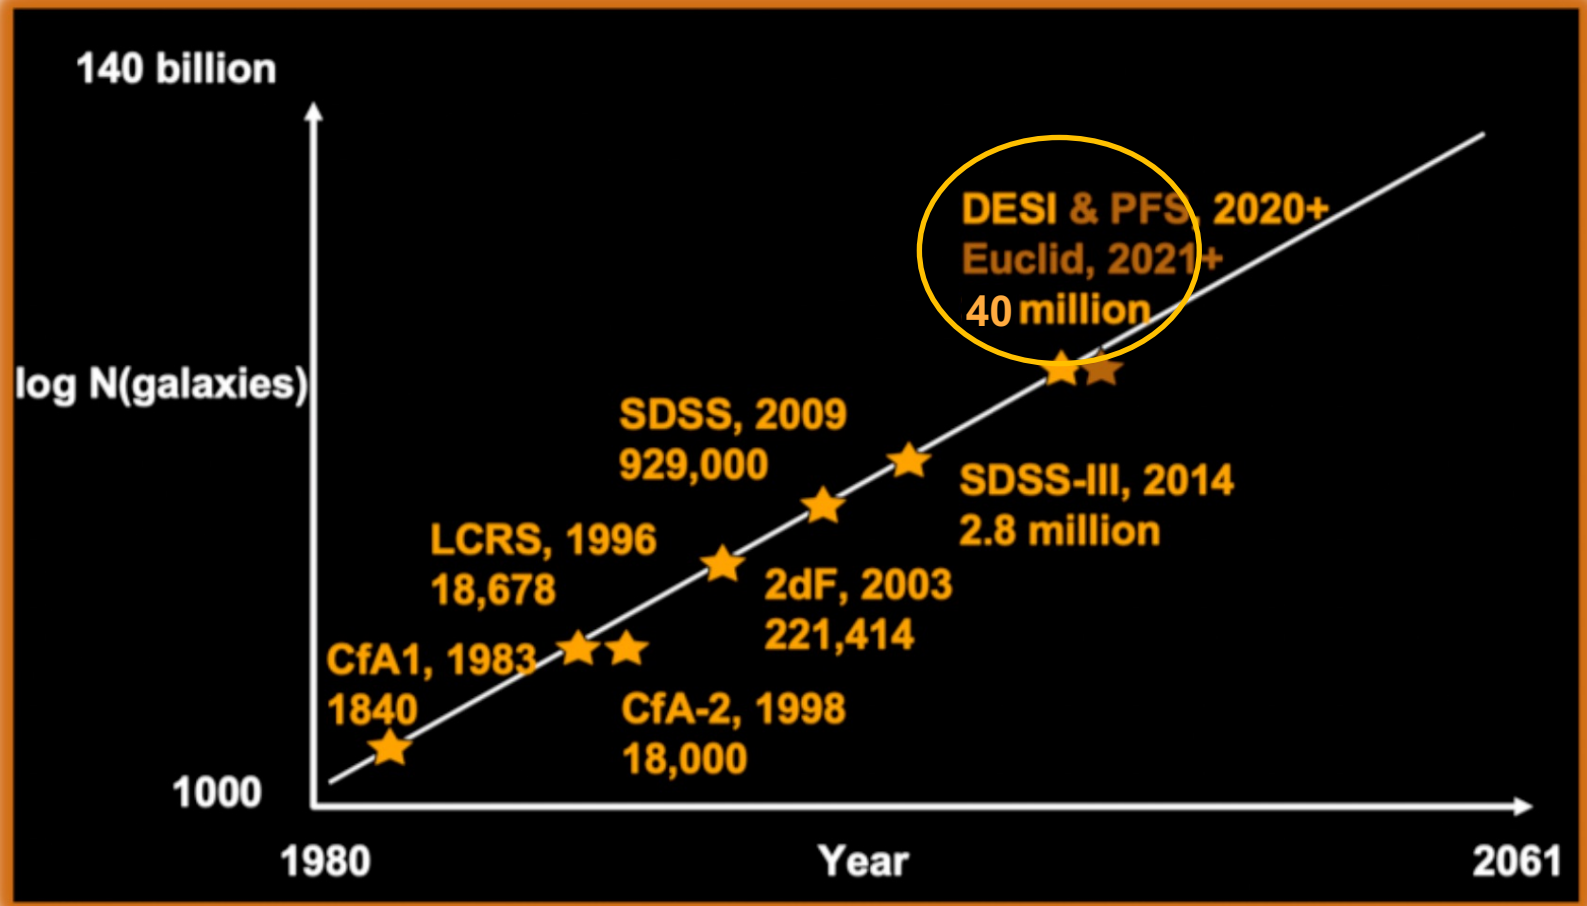 140 billion
DESI & PFS, 2020+
Euclid, 2021+
40 million
log N(galaxies)
SDSS, 2009
929,000
SDSS-III, 2014
2.8 million
LCRS, 1996
18,678
2dF, 2003
221,414
CfA1, 1983
1840
CfA-2, 1998
18,000
1000
1980
Year
2061